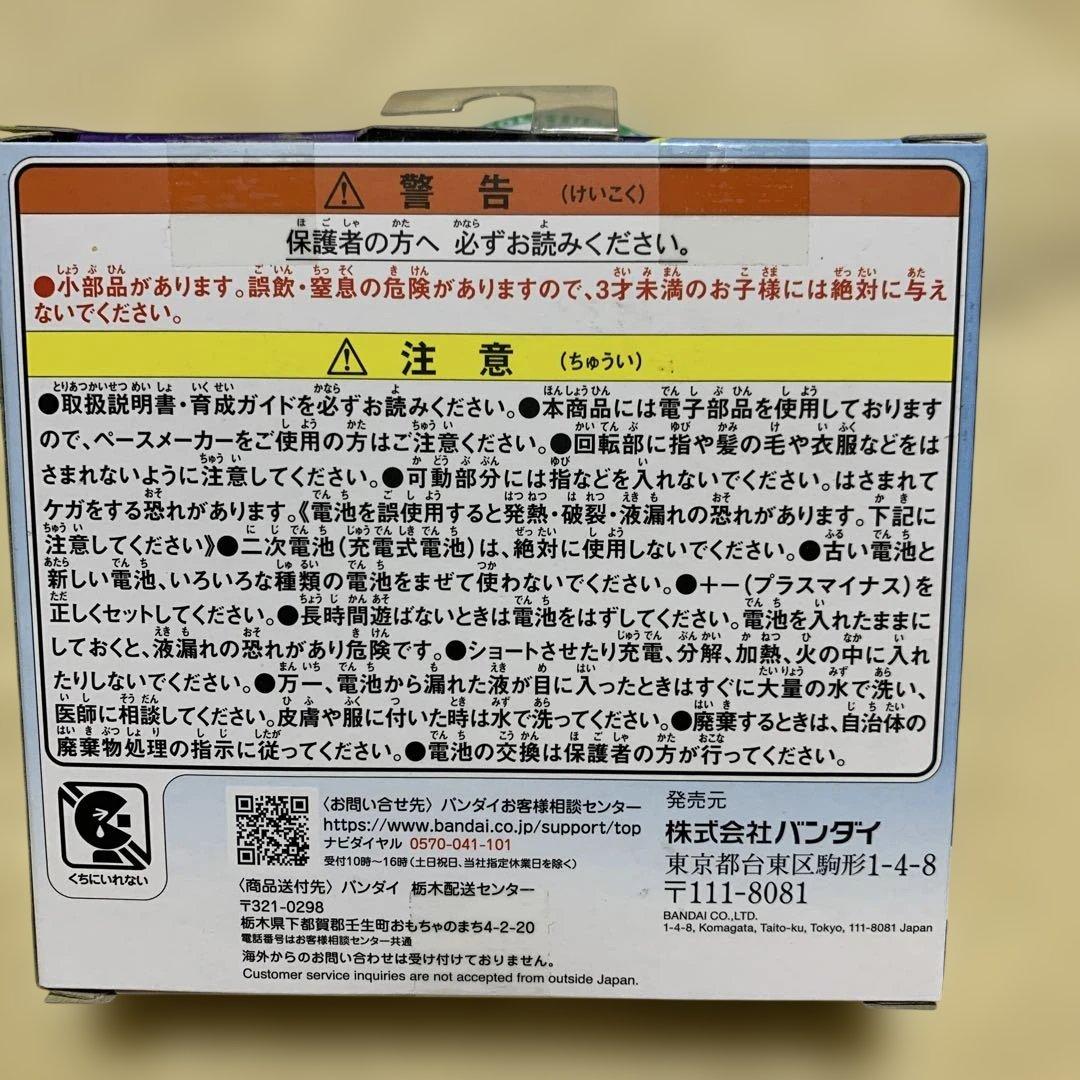 警告 (けいこく)
保護者の方へ 必ずお読みください。
●小部品があります。誤飲・窒息の危険がありますので、3才未満のお子様には絶対に与え
ないでください。
注意 (ちゅうい)
●取扱説明書・育成ガイドを必ずお読みください。●本商品には電子部品を使用しております
ので、ペースメーカーをご使用の方はご注意ください。●回転部に指や髪の毛や衣服などをは
さまれないように注意してください。●可動部分には指などを入れないでください。はさまれて
ケガをする恐れがあります。《電池を誤使用すると発熱・破裂・液漏れの恐れがあります。下記に
注意してください》●二次電池(充電式電池)は、絶対に使用しないでください。●古い電池と
新しい電池、いろいろな種類の電池をまぜて使わないでください。●+ー(プラスマイナス)を
正しくセットしてください。●長時間遊ばないときは電池をはずしてください。電池を入れたままに
しておくと、液漏れの恐れがあり危険です。●ショートさせたり充電、分解、加熱、火の中に入れ
たりしないでください。●万一、電池から漏れた液が目に入ったときはすぐに大量の水で洗い、
医師に相談してください。皮膚や服に付いた時は水で洗ってください。●廃棄するときは、自治体の
廃棄物処理の指示に従ってください。●電池の交換は保護者の方が行ってください。
くちにいれない
〈お問い合せ先〉バンダイお客様相談センター
https://www.bandai.co.jp/support/top
ナビダイヤル 0570-041-101
受付10時〜16時(土日祝日、当社指定休業日を除く)
〈商品送付先〉バンダイ 栃木配送センター
〒321-0298
栃木県下都賀郡壬生町おもちゃのまち4-2-20
電話番号はお客様相談センター共通
海外からのお問い合わせは受け付けておりません。
Customer service inquiries are not accepted from outside Japan.
発売元
株式会社バンダイ
東京都台東区駒形1-4-8
〒111-8081
BANDAI CO.,LTD.
1-4-8, Komagata, Taito-ku, Tokyo, 111-8081 Japan